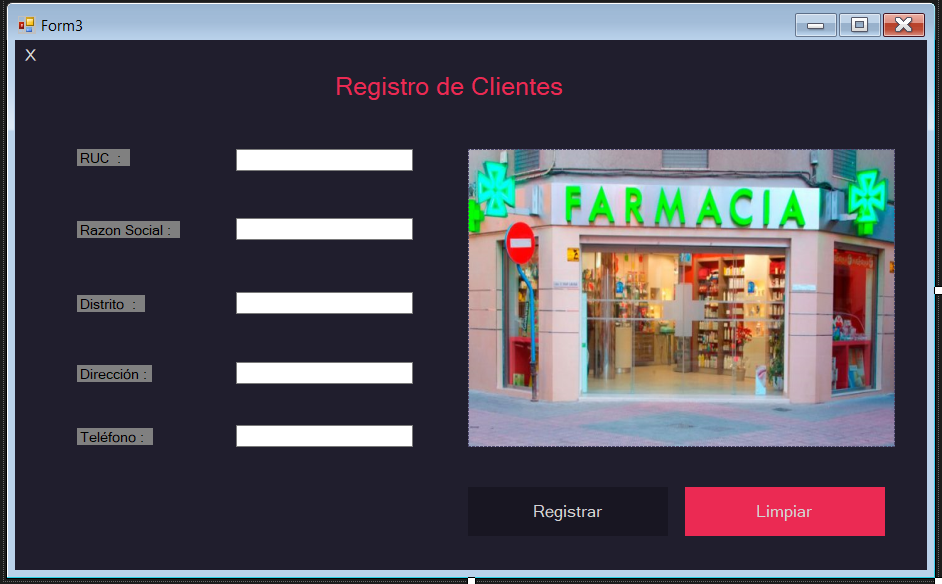 Form3
X
Registro de Clientes
RUC  :
Razon Social :
Distrito  :
Dirección :
Teléfono :
FARMACIA
Registrar
Limpiar